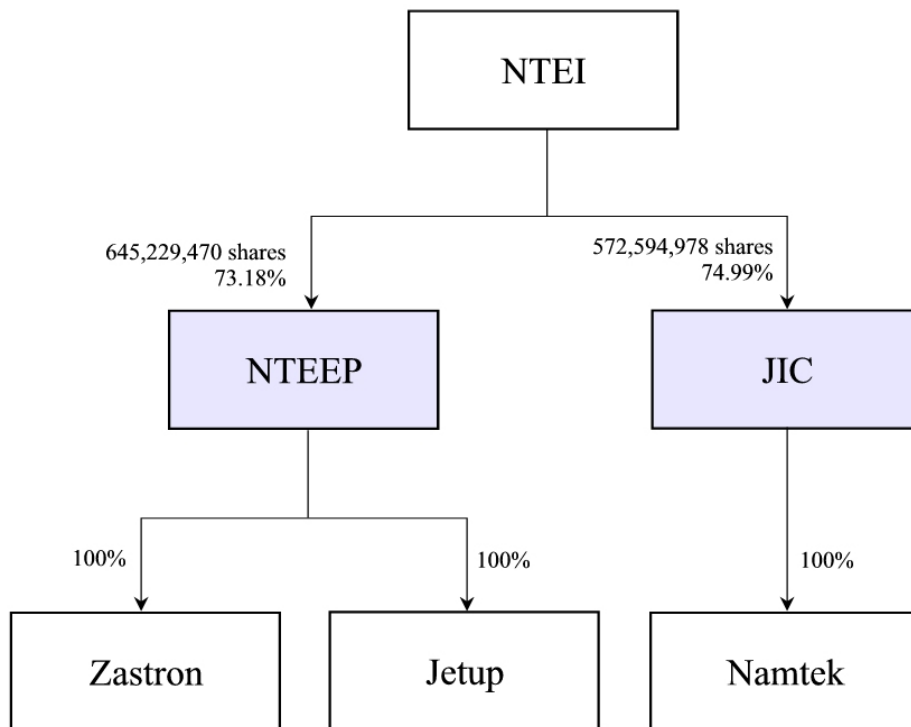 NTEI
645,229,470 shares
73.18%
572,594,978 shares
74.99%
NTEEP
JIC
100%
100%
100%
Zastron
Jetup
Namtek